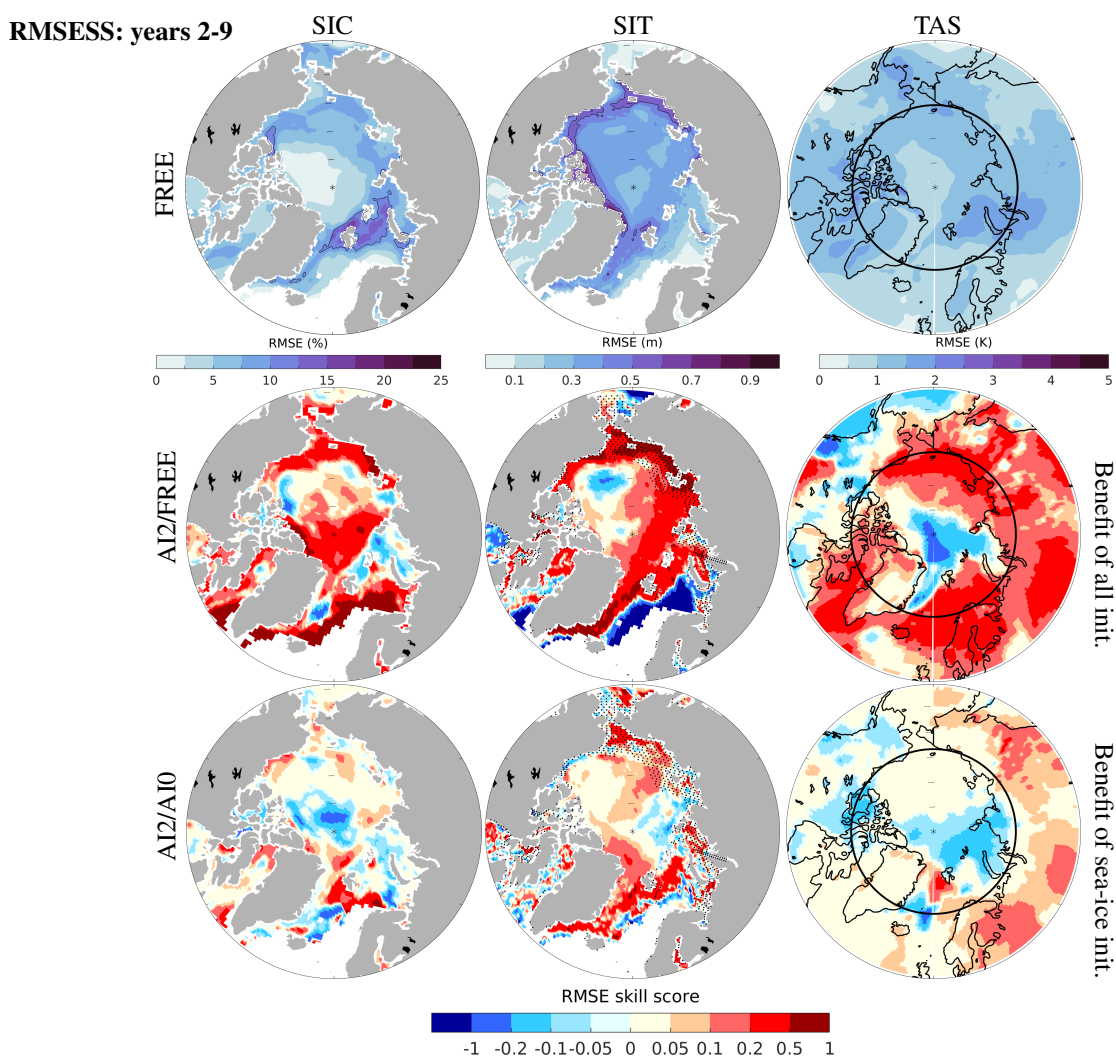 RMSESS: years 2-9
SIC SIT TAS
FREE
RMSE (%) RMSE (m) RMSE (K)
0 5 10 15 20 25 0.1 0.3 0.5 0.7 0.9 0 1 2 3 4 5
AI2/FREE
Benefit of all init.
AI2/AI0
Benefit of sea-ice init.
RMSE skill score
-1 -0.2 -0.1 -0.05 0 0.05 0.1 0.2 0.5 1